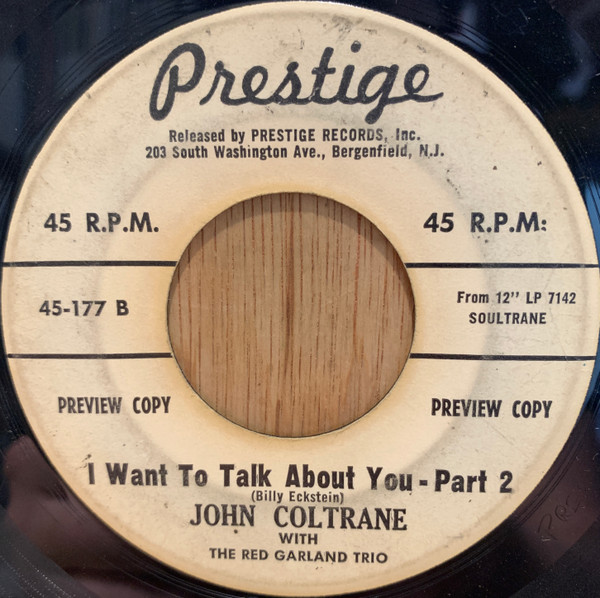 Prestige
Released by PRESTIGE RECORDS, Inc.
203 South Washington Ave., Bergenfield, N.J.
45 R.P.M.
45 R.P.M:
45-177 B
From 12" LP 7142
SOULTRANE
PREVIEW COPY
PREVIEW COPY
I Want To Talk About You - Part 2
(Billy Eckstein)
JOHN COLTRANE
WITH
THE RED GARLAND TRIO